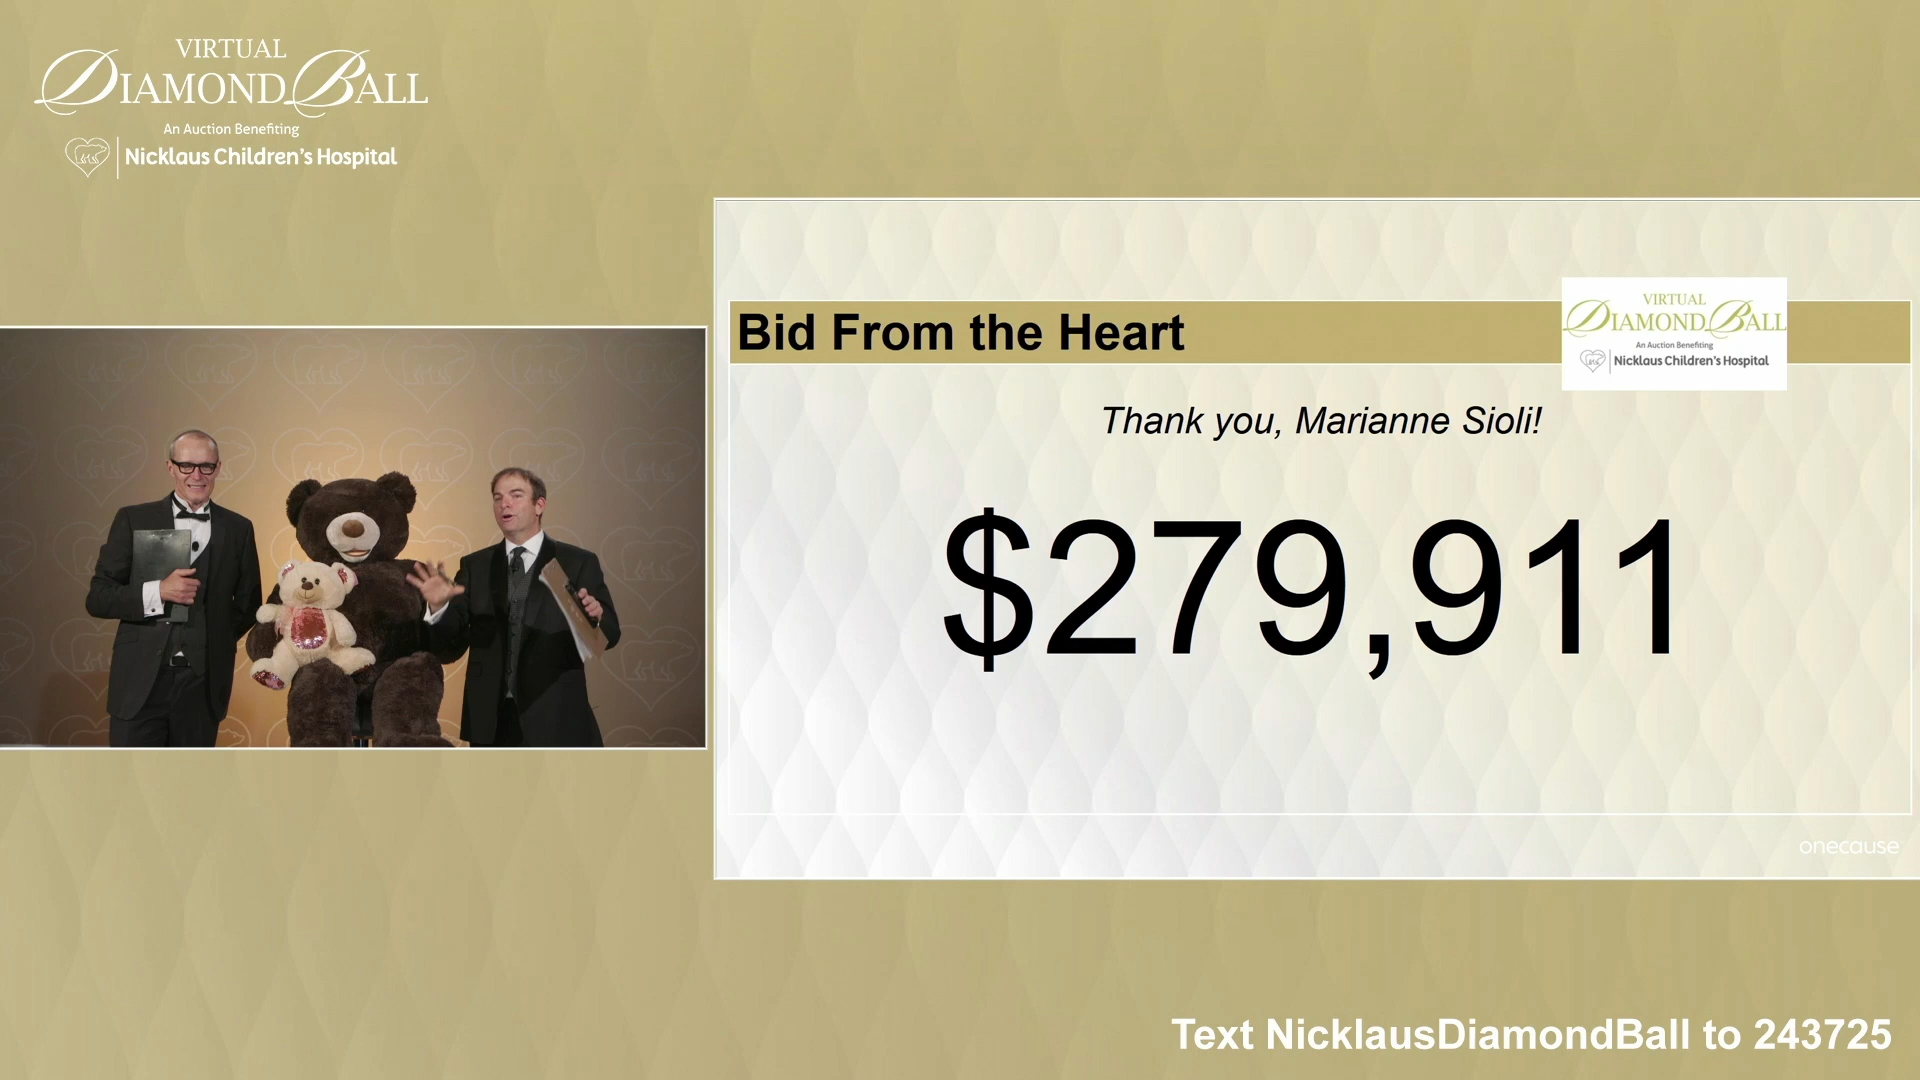 VIRTUAL
DIAMOND BALL
An Auction Benefiting
Nicklaus Children's Hospital
Bid From the Heart
VIRTUAL
DIAMOND BALL
An Auction Benefiting
Nicklaus Children's Hospital
Thank you, Marianne Sioli!
$279,911
onecause
Text NicklausDiamondBall to 243725